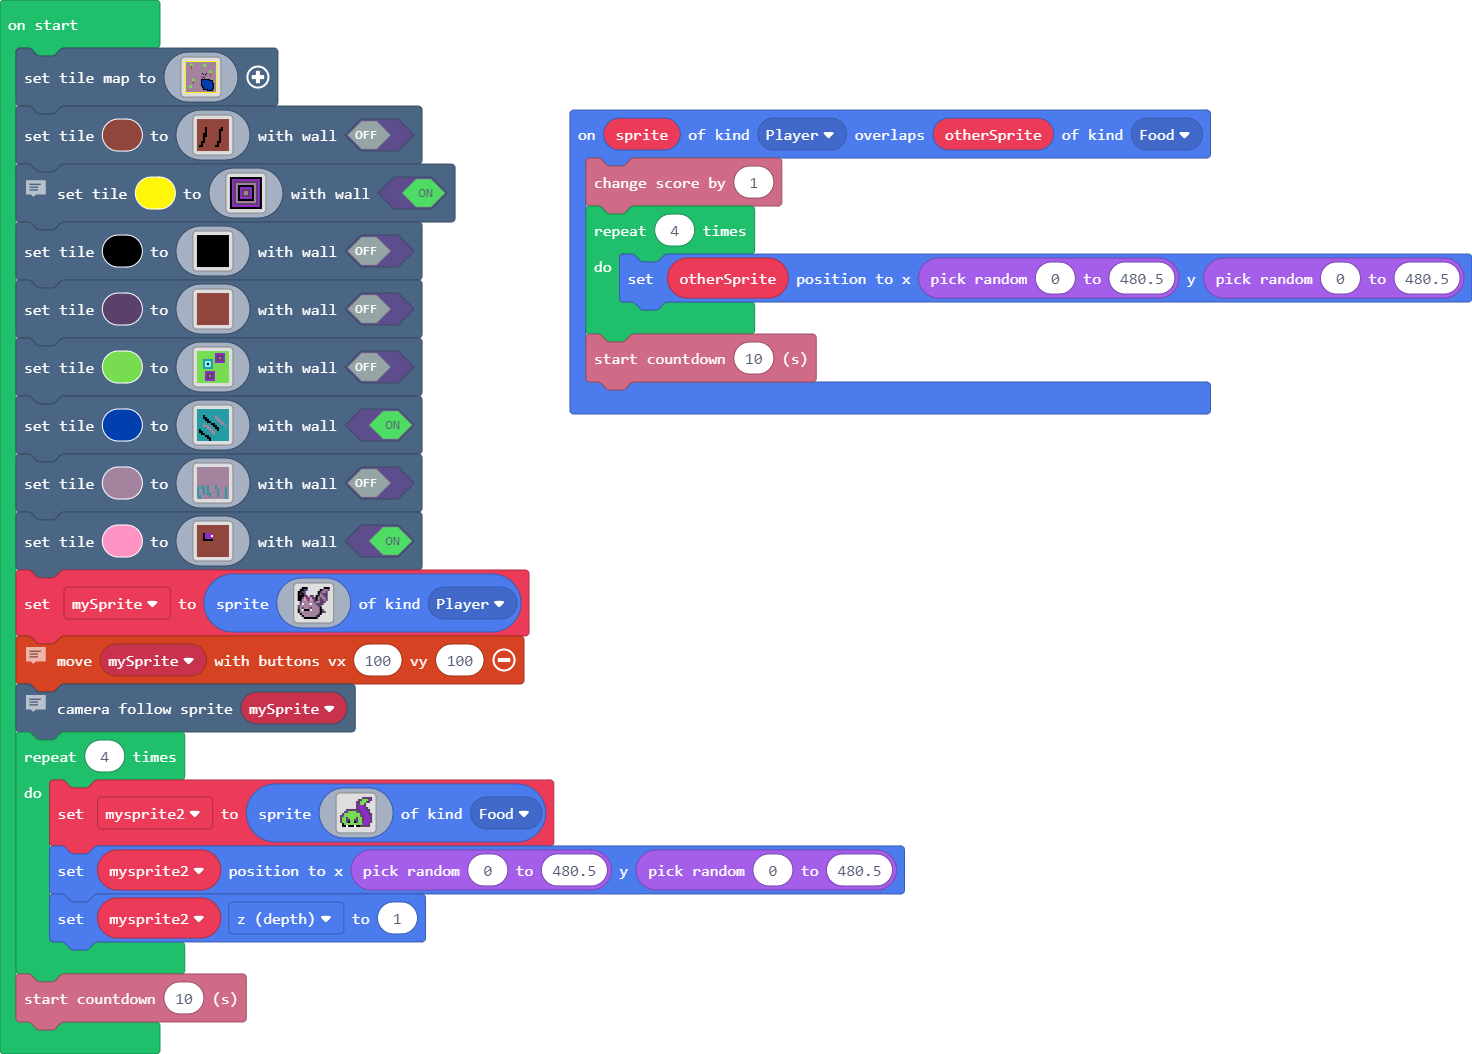 on start
set tile map to
set tile to with wall OFF
set tile to with wall ON
set tile to with wall OFF
set tile to with wall OFF
set tile to with wall OFF
set tile to with wall ON
set tile to with wall OFF
set tile to with wall ON
set mySprite to sprite of kind Player
move mySprite with buttons vx 100 vy 100
camera follow sprite mySprite
repeat 4 times
do
set mysprite2 to sprite of kind Food
set mysprite2 position to x pick random 0 to 480.5 y pick random 0 to 480.5
set mysprite2 z (depth) to 1
start countdown 10 (s)
on sprite of kind Player overlaps otherSprite of kind Food
change score by 1
repeat 4 times
do set otherSprite position to x pick random 0 to 480.5 y pick random 0 to 480.5
start countdown 10 (s)